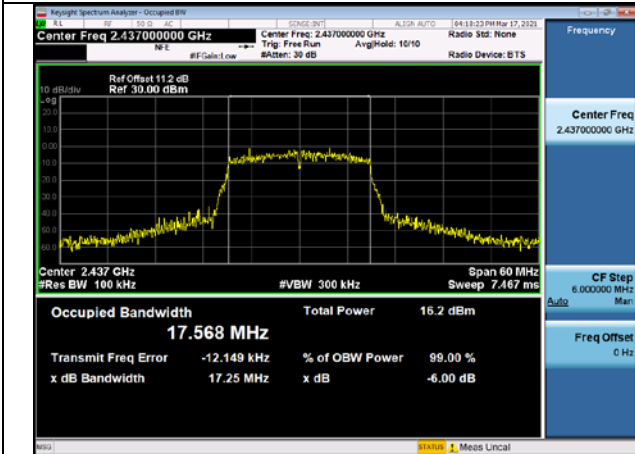 Keysight Spectrum Analyzer - Occupied BW
RL RF 50 Ω AC SENSE:INT ALIGN AUTO 04:18:23 PM Mar 17, 2021
Center Freq 2.437000000 GHz
NFE
#IFGain:Low
Center Freq: 2.437000000 GHz
Trig: Free Run Avg|Hold: 10/10
#Atten: 30 dB
Radio Std: None
Radio Device: BTS
Frequency
Ref Offset 11.2 dB
10 dB/div Ref 30.00 dBm
Log
20.0
10.0
0.00
10.0
20.0
30.0
40.0
50.0
60.0
Center 2.437 GHz Span 60 MHz
#Res BW 100 kHz #VBW 300 kHz Sweep 7.467 ms
Occupied Bandwidth Total Power 16.2 dBm
17.568 MHz
Transmit Freq Error -12.149 kHz % of OBW Power 99.00 %
x dB Bandwidth 17.25 MHz x dB -6.00 dB
Center Freq
2.437000000 GHz
CF Step
6.000000 MHz
Auto Man
Freq Offset
0 Hz
MSG STATUS Meas Uncal